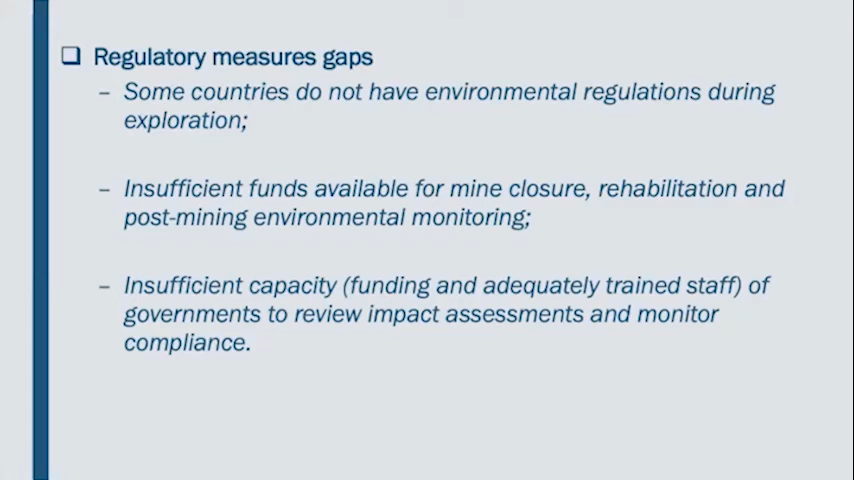 ❑ Regulatory measures gaps
– Some countries do not have environmental regulations during
exploration;
– Insufficient funds available for mine closure, rehabilitation and
post-mining environmental monitoring;
– Insufficient capacity (funding and adequately trained staff) of
governments to review impact assessments and monitor
compliance.